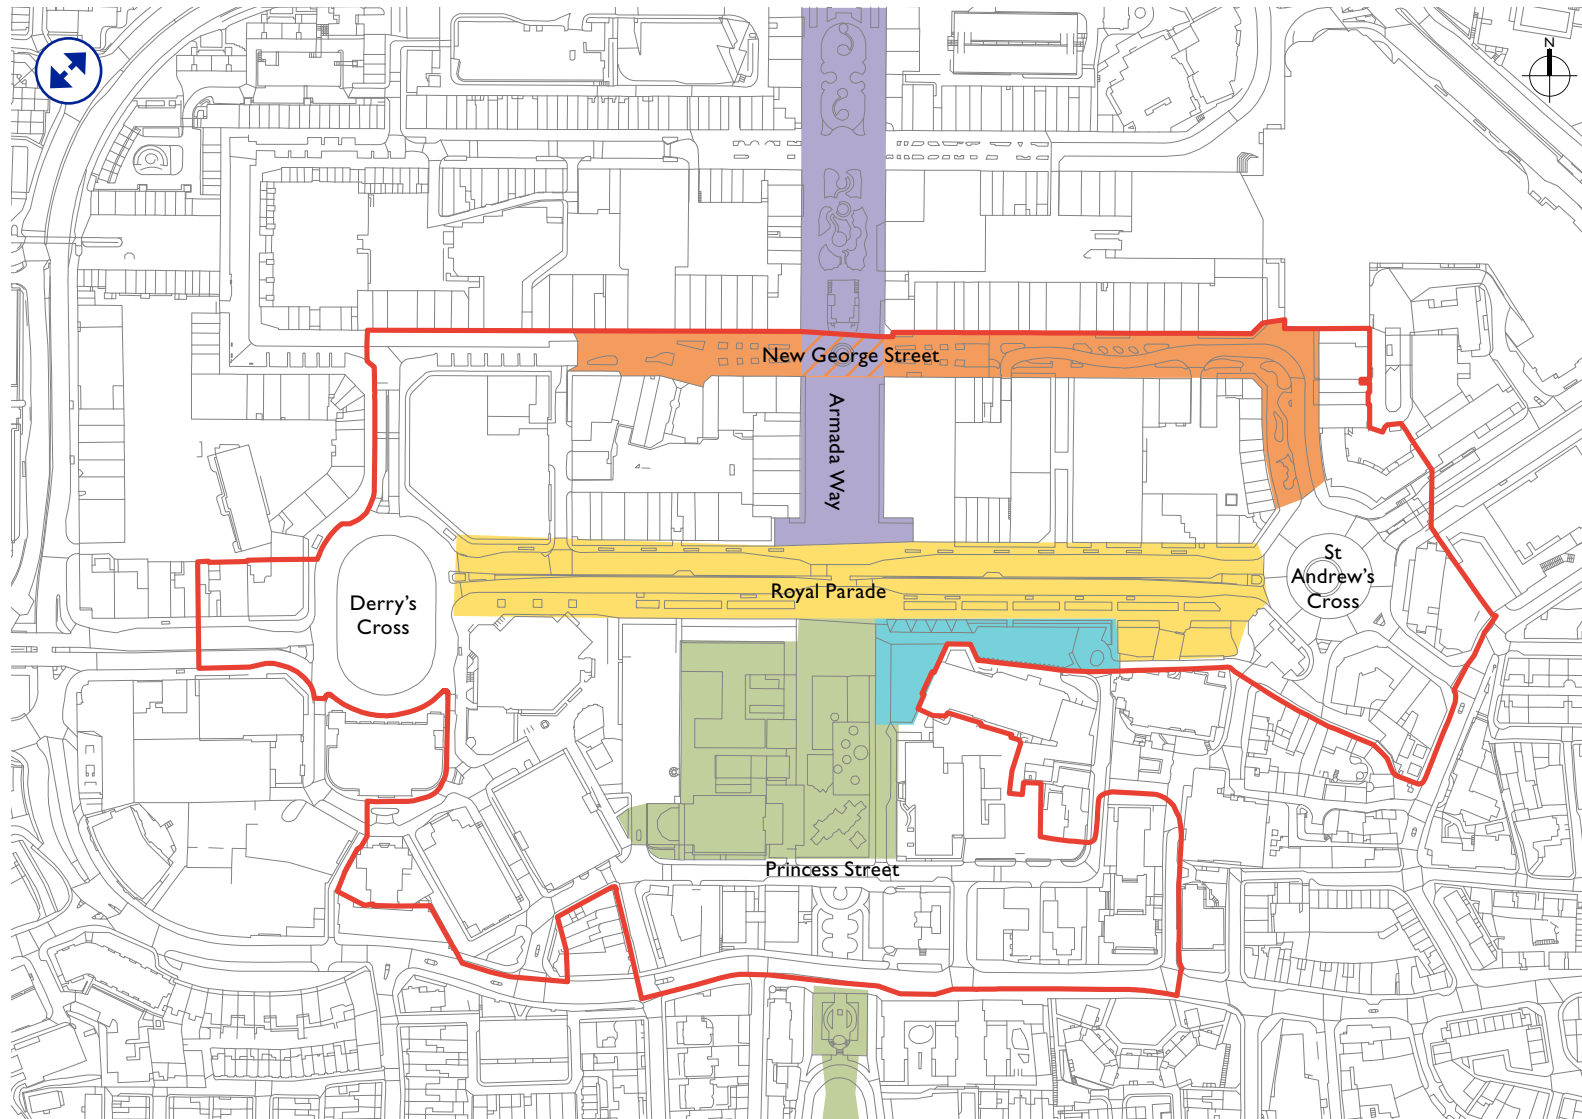 N
New George Street
Armada Way
St
Andrew's
Cross
Royal Parade
Derry's
Cross
Princess Street